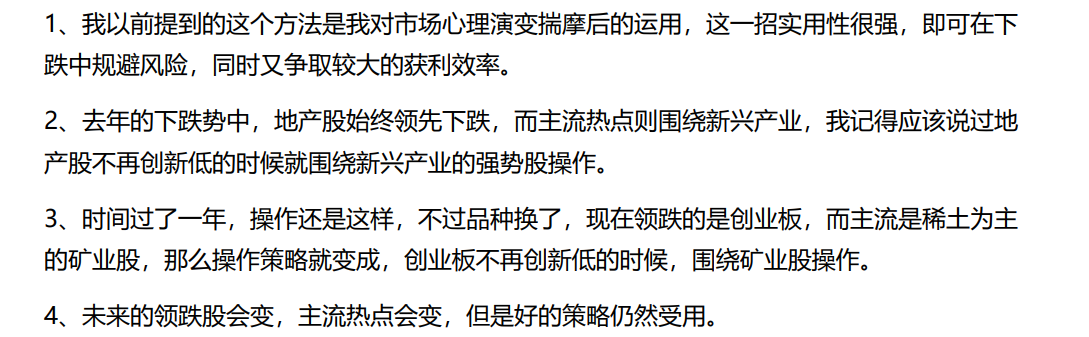 1、我以前提到的这个方法是我对市场心理演变揣摩后的运用，这一招实用性很强，即可在下
跌中规避风险，同时又争取较大的获利效率。
2、去年的下跌势中，地产股始终领先下跌，而主流热点则围绕新兴产业，我记得应该说过地
产股不再创新低的时候就围绕新兴产业的强势股操作。
3、时间过了一年，操作还是这样，不过品种换了，现在领跌的是创业板，而主流是稀土为主
的矿业股，那么操作策略就变成，创业板不再创新低的时候，围绕矿业股操作。
4、未来的领跌股会变，主流热点会变，但是好的策略仍然受用。